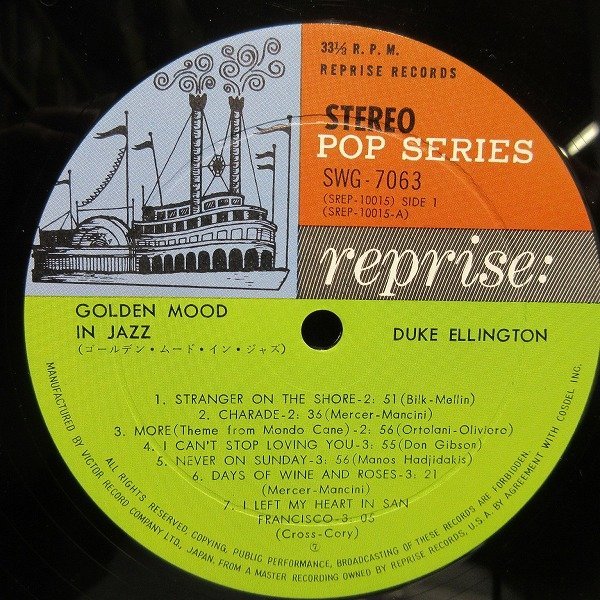 33⅓ R. P. M.
REPRISE RECORDS
STEREO
POP SERIES
SWG-7063
(SREP-10015) SIDE 1
(SREP-10015-A)
reprise:
GOLDEN MOOD
IN JAZZ
(ゴールデン・ムード・イン・ジャズ)
DUKE ELLINGTON
1. STRANGER ON THE SHORE-2: 51(Bilk-Mellin)
2. CHARADE-2: 36(Mercer-Mancini)
3. MORE(Theme from Mondo Cane)-2: 56(Ortolani-Oliviero)
4. I CAN'T STOP LOVING YOU-3: 55(Don Gibson)
5. NEVER ON SUNDAY-3: 56(Manos Hadjidakis)
6. DAYS OF WINE AND ROSES-3: 21
(Mercer-Mancini)
7. I LEFT MY HEART IN SAN
FRANCISCO-3: 05
(Cross-Cory)
ALL RIGHTS RESERVED COPYING, PUBLIC PERFORMANCE, BROADCASTING OF THESE RECORDS ARE FORBIDDEN.
MANUFACTURED BY VICTOR RECORD COMPANY LTD., JAPAN, FROM A MASTER RECORDING OWNED BY REPRISE RECORDS, U.S.A. BY AGREEMENT WITH COSDEL INC.